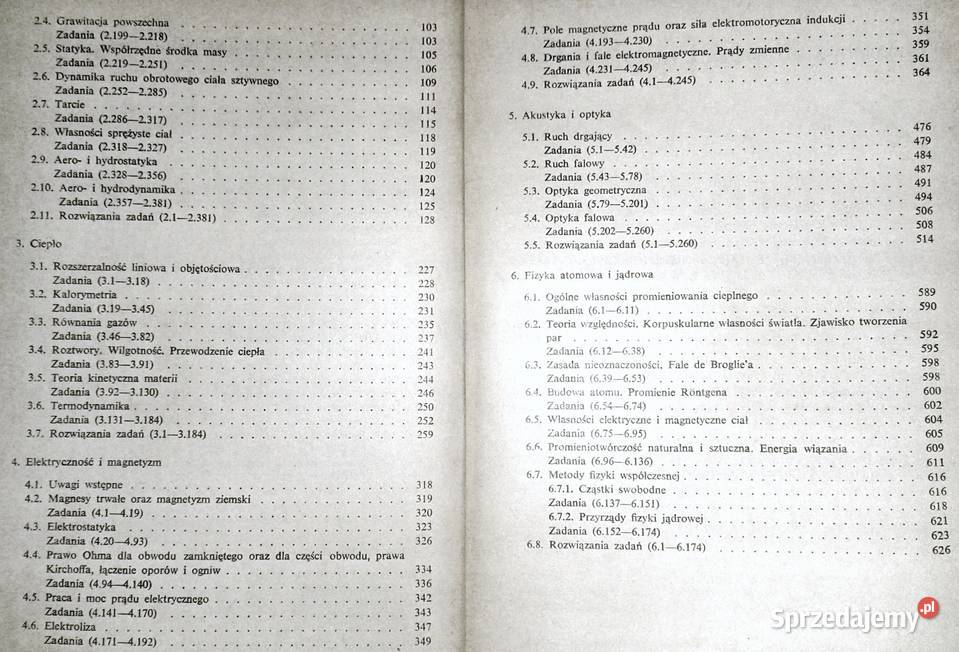 2.4. Grawitacja powszechna . . . 103
Zadania (2.199—2.218) . . . 103
2.5. Statyka. Współrzędne środka masy . . . 105
Zadania (2.219—2.251) . . . 106
2.6. Dynamika ruchu obrotowego ciała sztywnego . . . 109
Zadania (2.252—2.285) . . . 111
2.7. Tarcie . . . 114
Zadania (2.286—2.317) . . . 115
2.8. Własności sprężyste ciał . . . 118
Zadania (2.318—2.327) . . . 119
2.9. Aero- i hydrostatyka . . . 120
Zadania (2.328—2.356) . . . 120
2.10. Aero- i hydrodynamika . . . 124
Zadania (2.357—2.381) . . . 125
2.11. Rozwiązania zadań (2.1—2.381) . . . 128
3. Ciepło
3.1. Rozszerzalność liniowa i objętościowa . . . 227
Zadania (3.1—3.18) . . . 228
3.2. Kalorymetria . . . 230
Zadania (3.19—3.45) . . . 231
3.3. Równania gazów . . . 235
Zadania (3.46—3.82) . . . 237
3.4. Roztwory. Wilgotność. Przewodzenie ciepła . . . 241
Zadania (3.83—3.91) . . . 243
3.5. Teoria kinetyczna materii . . . 244
Zadania (3.92—3.130) . . . 246
3.6. Termodynamika . . . 250
Zadania (3.131—3.184) . . . 252
3.7. Rozwiązania zadań (3.1—3.184) . . . 259
4. Elektryczność i magnetyzm
4.1. Uwagi wstępne . . . 318
4.2. Magnesy trwałe oraz magnetyzm ziemski . . . 319
Zadania (4.1—4.19) . . . 320
4.3. Elektrostatyka . . . 323
Zadania (4.20—4.93) . . . 326
4.4. Prawo Ohma dla obwodu zamkniętego oraz dla części obwodu, prawa
Kirchoffa, łączenie oporów i ogniw . . . 334
Zadania (4.94—4.140) . . . 336
4.5. Praca i moc prądu elektrycznego . . . 342
Zadania (4.141—4.170) . . . 343
4.6. Elektroliza . . . 347
Zadania (4.171—4.192) . . . 349
4.7. Pole magnetyczne prądu oraz siła elektromotoryczna indukcji . . . 351
Zadania (4.193—4.230) . . . 354
4.8. Drgania i fale elektromagnetyczne. Prądy zmienne . . . 359
Zadania (4.231—4.245) . . . 361
4.9. Rozwiązania zadań (4.1—4.245) . . . 364
5. Akustyka i optyka
5.1. Ruch drgający . . . 476
Zadania (5.1—5.42) . . . 479
5.2. Ruch falowy . . . 484
Zadania (5.43—5.78) . . . 487
5.3. Optyka geometryczna . . . 491
Zadania (5.79—5.201) . . . 494
5.4. Optyka falowa . . . 506
Zadania (5.202—5.260) . . . 508
5.5. Rozwiązania zadań (5.1—5.260) . . . 514
6. Fizyka atomowa i jądrowa
6.1. Ogólne własności promieniowania cieplnego . . . 589
Zadania (6.1—6.11) . . . 590
6.2. Teoria względności. Korpuskularne własności światła. Zjawisko tworzenia
par . . . 592
Zadania (6.12—6.38) . . . 595
6.3. Zasada nieoznaczoności. Fale de Broglie'a . . . 598
Zadania (6.39—6.53) . . . 598
6.4. Budowa atomu. Promienie Röntgena . . . 600
Zadania (6.54—6.74) . . . 602
6.5. Własności elektryczne i magnetyczne ciał . . . 604
Zadania (6.75—6.95) . . . 605
6.6. Promieniotwórczość naturalna i sztuczna. Energia wiązania . . . 609
Zadania (6.96—6.136) . . . 611
6.7. Metody fizyki współczesnej . . . 616
6.7.1. Cząstki swobodne . . . 616
Zadania (6.137—6.151) . . . 618
6.7.2. Przyrządy fizyki jądrowej . . . 621
Zadania (6.152—6.174) . . . 623
6.8. Rozwiązania zadań (6.1—6.174) . . . 626
Sprzedajemy.pl